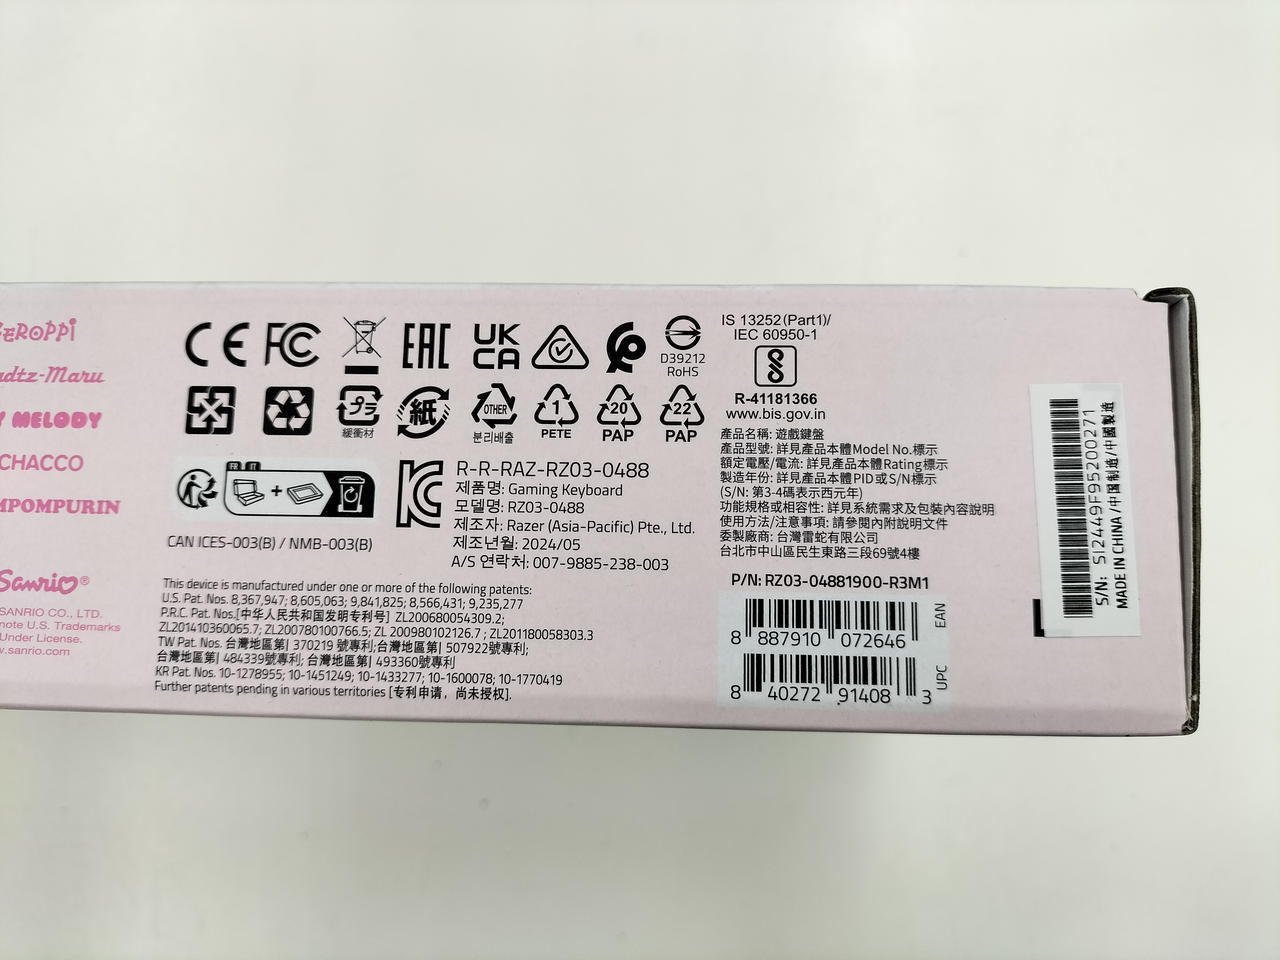 EROPPI
adtz-Maru
Y MELODY
CHACCO
MPOMPURIN
Sanrio®
SANRIO CO., LTD.
note U.S. Trademarks
Under License.
w.sanrio.com
CE FC EAC UK CA
D39212
RoHS
プラ 紙 OTHER 1 20 22
緩衝材 분리배출 PETE PAP PAP
FR IT
CAN ICES-003(B) / NMB-003(B)
R-R-RAZ-RZ03-0488
제품명: Gaming Keyboard
모델명: RZ03-0488
제조자: Razer (Asia-Pacific) Pte., Ltd.
제조년월: 2024/05
A/S 연락처: 007-9885-238-003
This device is manufactured under one or more of the following patents:
U.S. Pat. Nos. 8,367,947; 8,605,063; 9,841,825; 8,566,431; 9,235,277
P.R.C. Pat. Nos.[中华人民共和国发明专利号] ZL200680054309.2;
ZL201410360065.7; ZL200780100766.5; ZL 200980102126.7 ; ZL201180058303.3
TW Pat. Nos. 台灣地區第I 370219 號專利;台灣地區第I 507922號專利;
台灣地區第I 484339號專利; 台灣地區第I 493360號專利
KR Pat. Nos. 10-1278955; 10-1451249; 10-1433277; 10-1600078; 10-1770419
Further patents pending in various territories [专利申请，尚未授权].
IS 13252(Part1)/
IEC 60950-1
R-41181366
www.bis.gov.in
產品名稱: 遊戲鍵盤
產品型號: 詳見產品本體Model No.標示
額定電壓/電流: 詳見產品本體Rating標示
製造年份: 詳見產品本體PID或S/N標示
(S/N: 第3-4碼表示西元年)
功能規格或相容性: 詳見系統需求及包裝內容說明
使用方法/注意事項: 請參閱內附說明文件
委製廠商: 台灣雷蛇有限公司
台北市中山區民生東路三段69號4樓
P/N: RZ03-04881900-R3M1
8 887910 072646
EAN
8 40272 91408 3
UPC
S/N: SI2449F95200271
MADE IN CHINA /中国制造/中國製造